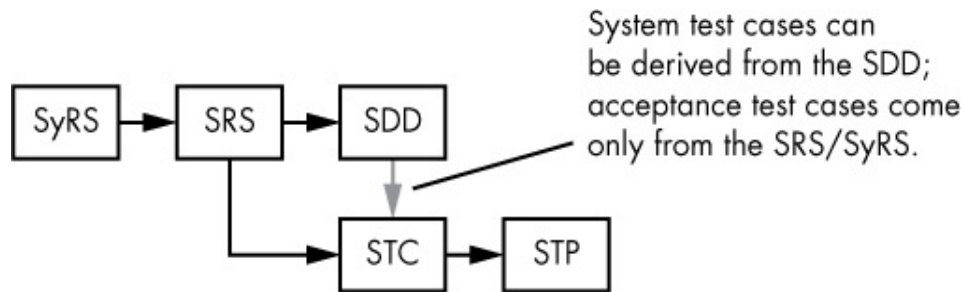 System test cases can
be derived from the SDD;
acceptance test cases come
only from the SRS/SyRS.
SyRS
SRS
SDD
STC
STP